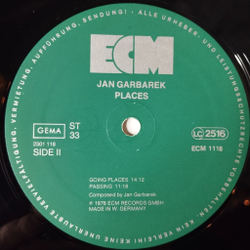 ECM
JAN GARBAREK
PLACES
GEMA
ST
33
2301 118
SIDE II
LC 2516
ECM 1118
GOING PLACES 14:12
PASSING 11:16
Composed by Jan Garbarek
℗ 1978 ECM RECORDS GMBH
MADE IN W. GERMANY
ALLE URHEBER- UND LEISTUNGSSCHUTZRECHTE VORBEHALTEN. KEIN VERLEIH! KEINE UNERLAUBTE VERVIELFÄLTIGUNG, VERMIETUNG, AUFFÜHRUNG, SENDUNG!